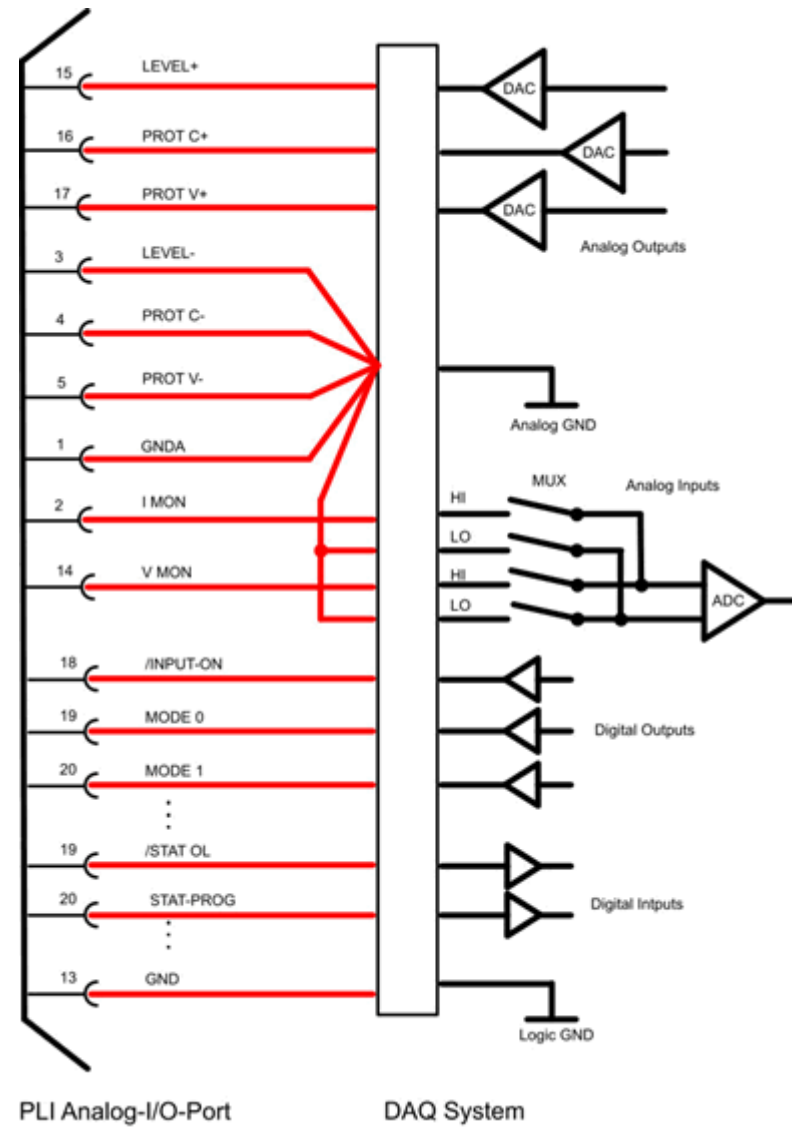 15 LEVEL+
DAC
16 PROT C+
DAC
17 PROT V+
DAC
Analog Outputs
3 LEVEL-
4 PROT C-
5 PROT V-
Analog GND
1 GNDA
2 I MON
HI
MUX
Analog Inputs
LO
14 V MON
HI
LO
ADC
18 /INPUT-ON
19 MODE 0
Digital Outputs
20 MODE 1
19 /STAT OL
20 STAT-PROG
Digital Intputs
13 GND
Logic GND
PLI Analog-I/O-Port
DAQ System